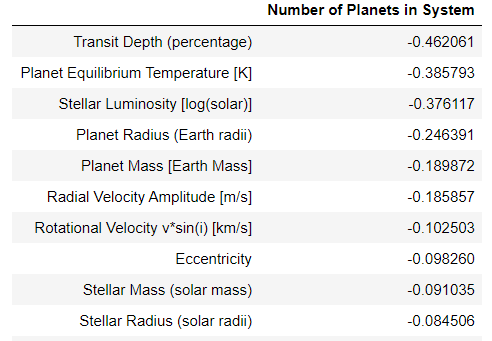 Number of Planets in System
Transit Depth (percentage) -0.462061
Planet Equilibrium Temperature [K] -0.385793
Stellar Luminosity [log(solar)] -0.376117
Planet Radius (Earth radii) -0.246391
Planet Mass [Earth Mass] -0.189872
Radial Velocity Amplitude [m/s] -0.185857
Rotational Velocity v*sin(i) [km/s] -0.102503
Eccentricity -0.098260
Stellar Mass (solar mass) -0.091035
Stellar Radius (solar radii) -0.084506